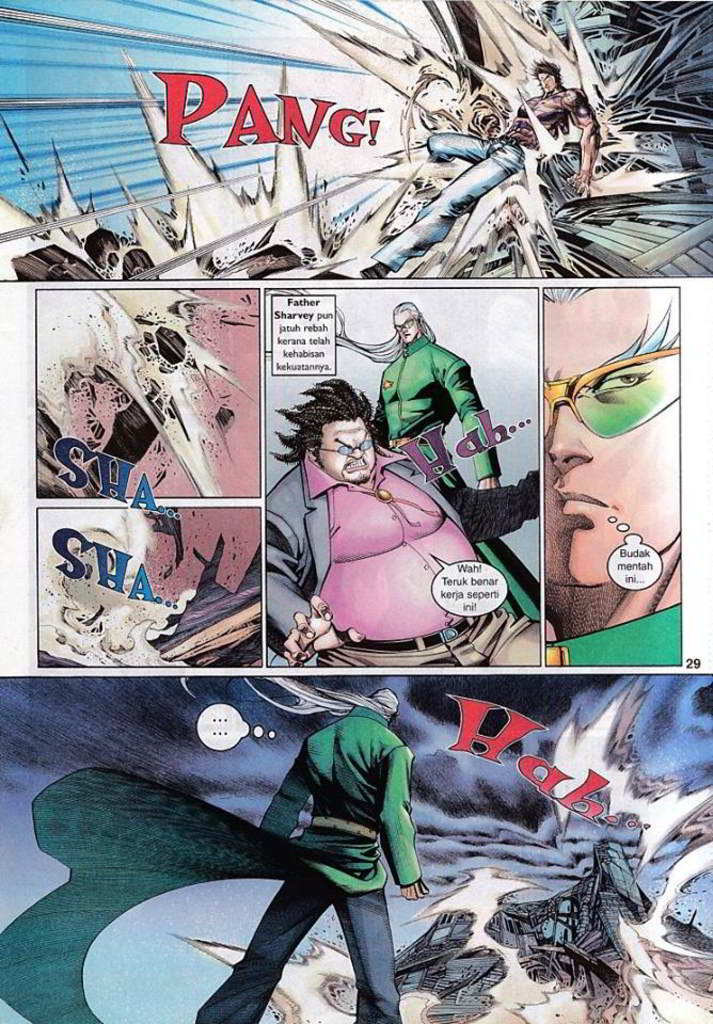 PANG!
SHA...
SHA...
Father
Sharvey pun
jatuh rebah
kerana telah
kehabisan
kekuatannya.
Hah...
Wah!
Teruk benar
kerja seperti
ini!
Budak
mentah
ini...
29
...
...
Hah...